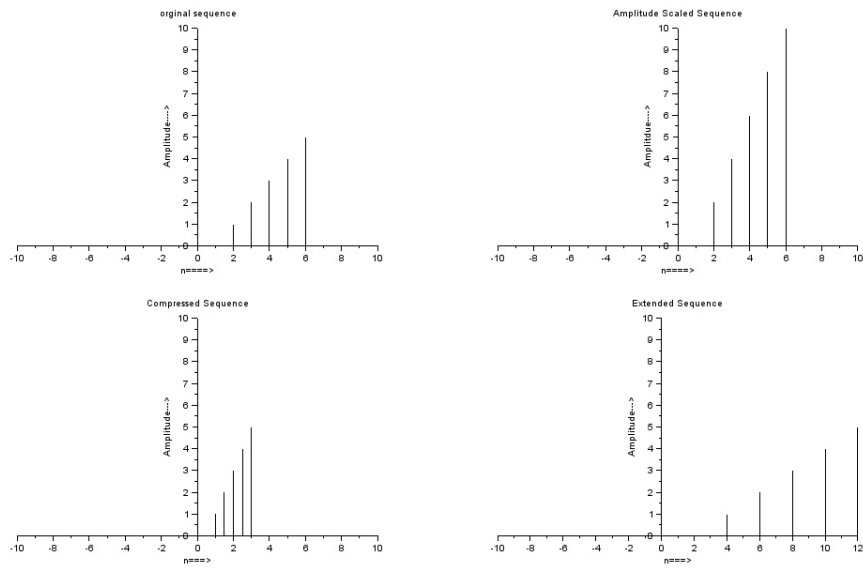 orginal sequence
10
9
8
7
6
5
4
3
2
1
0
Amplitude---->
-10 -8 -6 -4 -2 0 2 4 6 8 10
n====>
Amplitude Scaled Sequence
10
9
8
7
6
5
4
3
2
1
0
Amplitdue---->
-10 -8 -6 -4 -2 0 2 4 6 8 10
n====>
Compressed Sequence
10
9
8
7
6
5
4
3
2
1
0
Amplitude--->
-10 -8 -6 -4 -2 0 2 4 6 8 10
n===>
Extended Sequence
10
9
8
7
6
5
4
3
2
1
0
Amplitude--->
-10 -8 -6 -4 -2 0 2 4 6 8 10 12
n===>